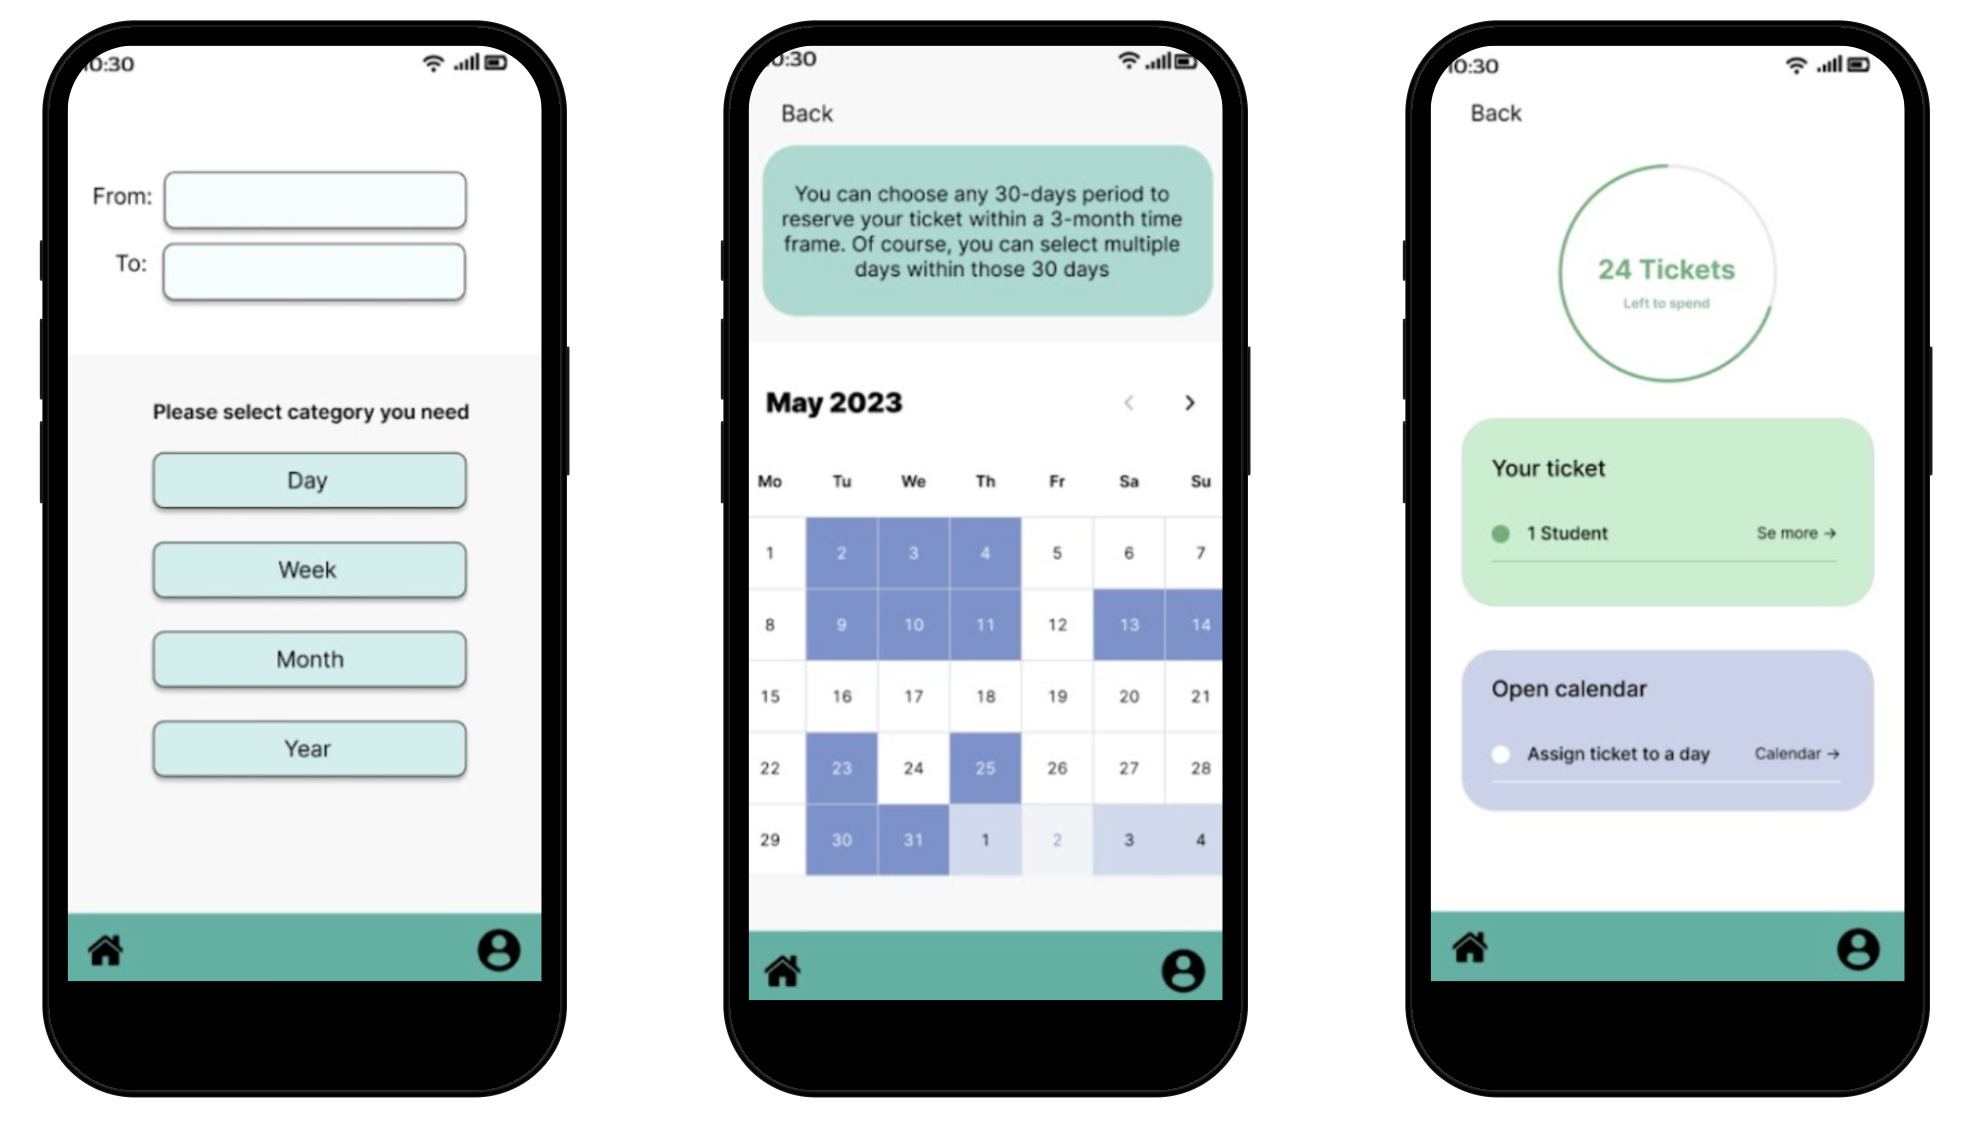 0:30
From:
To:
Please select category you need
Day
Week
Month
Year
0:30
Back
You can choose any 30-days period to
reserve your ticket within a 3-month time
frame. Of course, you can select multiple
days within those 30 days
May 2023
Mo Tu We Th Fr Sa Su
1 2 3 4 5 6 7
8 9 10 11 12 13 14
15 16 17 18 19 20 21
22 23 24 25 26 27 28
29 30 31 1 2 3 4
10:30
Back
24 Tickets
Left to spend
Your ticket
1 Student Se more →
Open calendar
Assign ticket to a day Calendar →